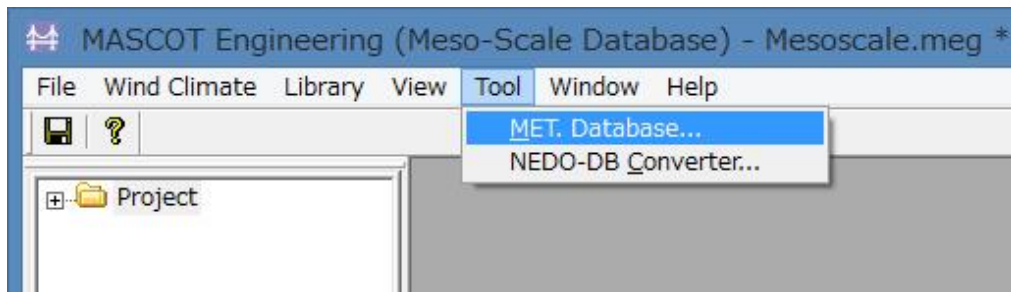 MASCOT Engineering (Meso-Scale Database) - Mesoscale.meg *
File Wind Climate Library View Tool Window Help
MET. Database...
NEDO-DB Converter...
Project